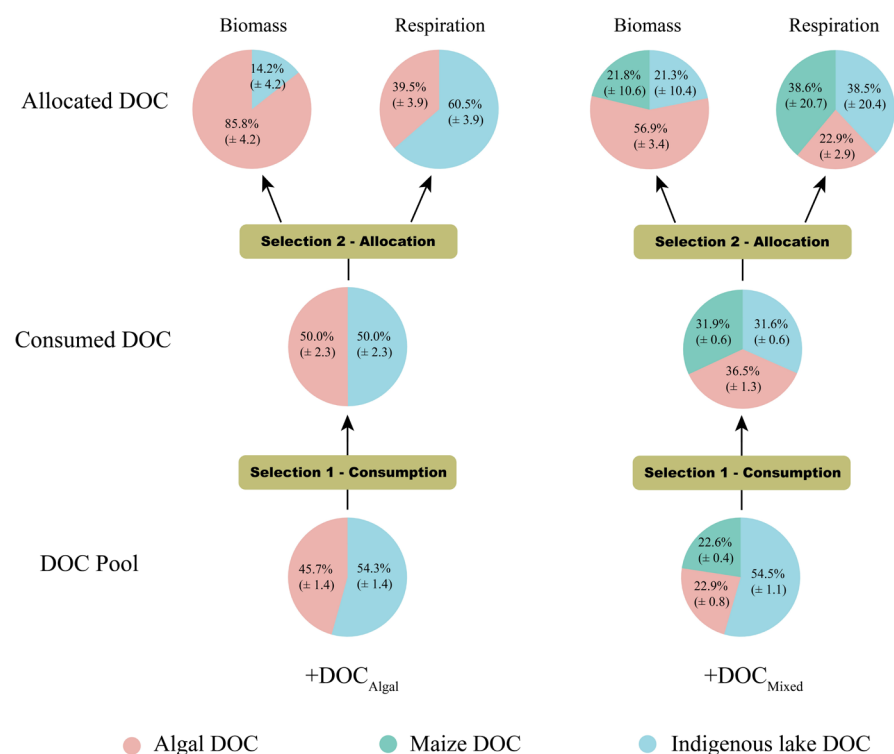 Biomass
Respiration
Biomass
Respiration
Allocated DOC
14.2%
(± 4.2)
85.8%
(± 4.2)
39.5%
(± 3.9)
60.5%
(± 3.9)
21.8%
(± 10.6)
21.3%
(± 10.4)
56.9%
(± 3.4)
38.6%
(± 20.7)
38.5%
(± 20.4)
22.9%
(± 2.9)
Selection 2 - Allocation
Selection 2 - Allocation
Consumed DOC
50.0%
(± 2.3)
50.0%
(± 2.3)
31.9%
(± 0.6)
31.6%
(± 0.6)
36.5%
(± 1.3)
Selection 1 - Consumption
Selection 1 - Consumption
DOC Pool
45.7%
(± 1.4)
54.3%
(± 1.4)
22.6%
(± 0.4)
54.5%
(± 1.1)
22.9%
(± 0.8)
+DOC Algal
+DOC Mixed
Algal DOC
Maize DOC
Indigenous lake DOC